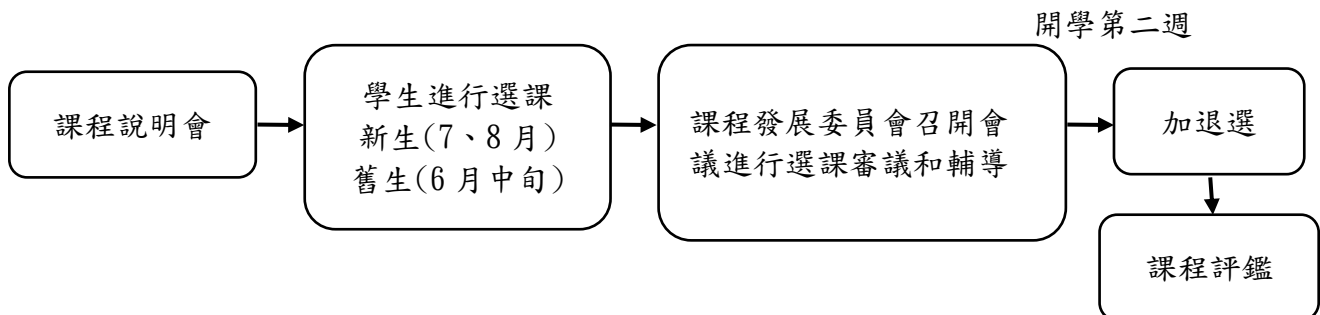 開學第二週
課程說明會
學生進行選課
新生(7、8 月)
舊生(6 月中旬)
課程發展委員會召開會
議進行選課審議和輔導
加退選
課程評鑑